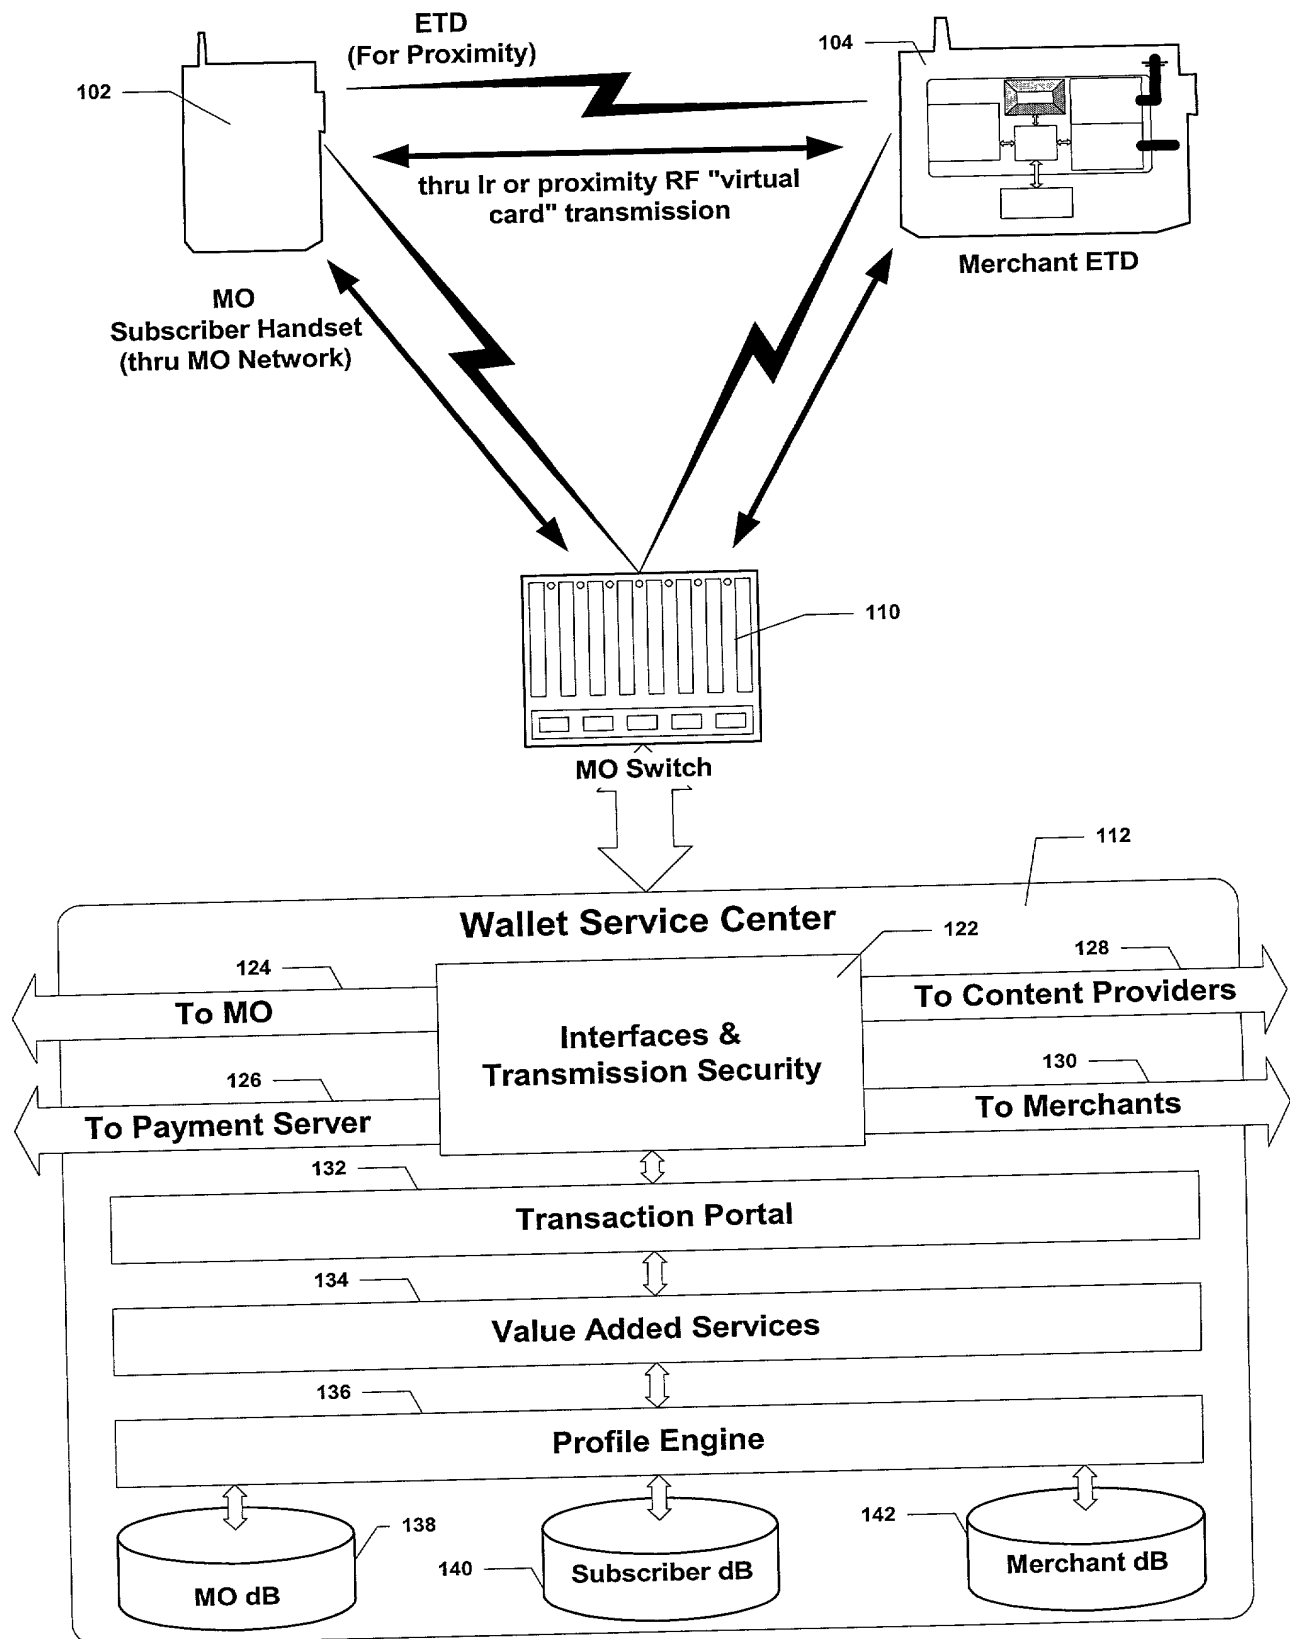 ETD
(For Proximity)
104
102
thru Ir or proximity RF "virtual
card" transmission
Merchant ETD
MO
Subscriber Handset
(thru MO Network)
110
MO Switch
112
Wallet Service Center
122
124
128
To MO
To Content Providers
Interfaces &
Transmission Security
126
130
To Payment Server
To Merchants
132
Transaction Portal
134
Value Added Services
136
Profile Engine
138
140
142
MO dB
Subscriber dB
Merchant dB